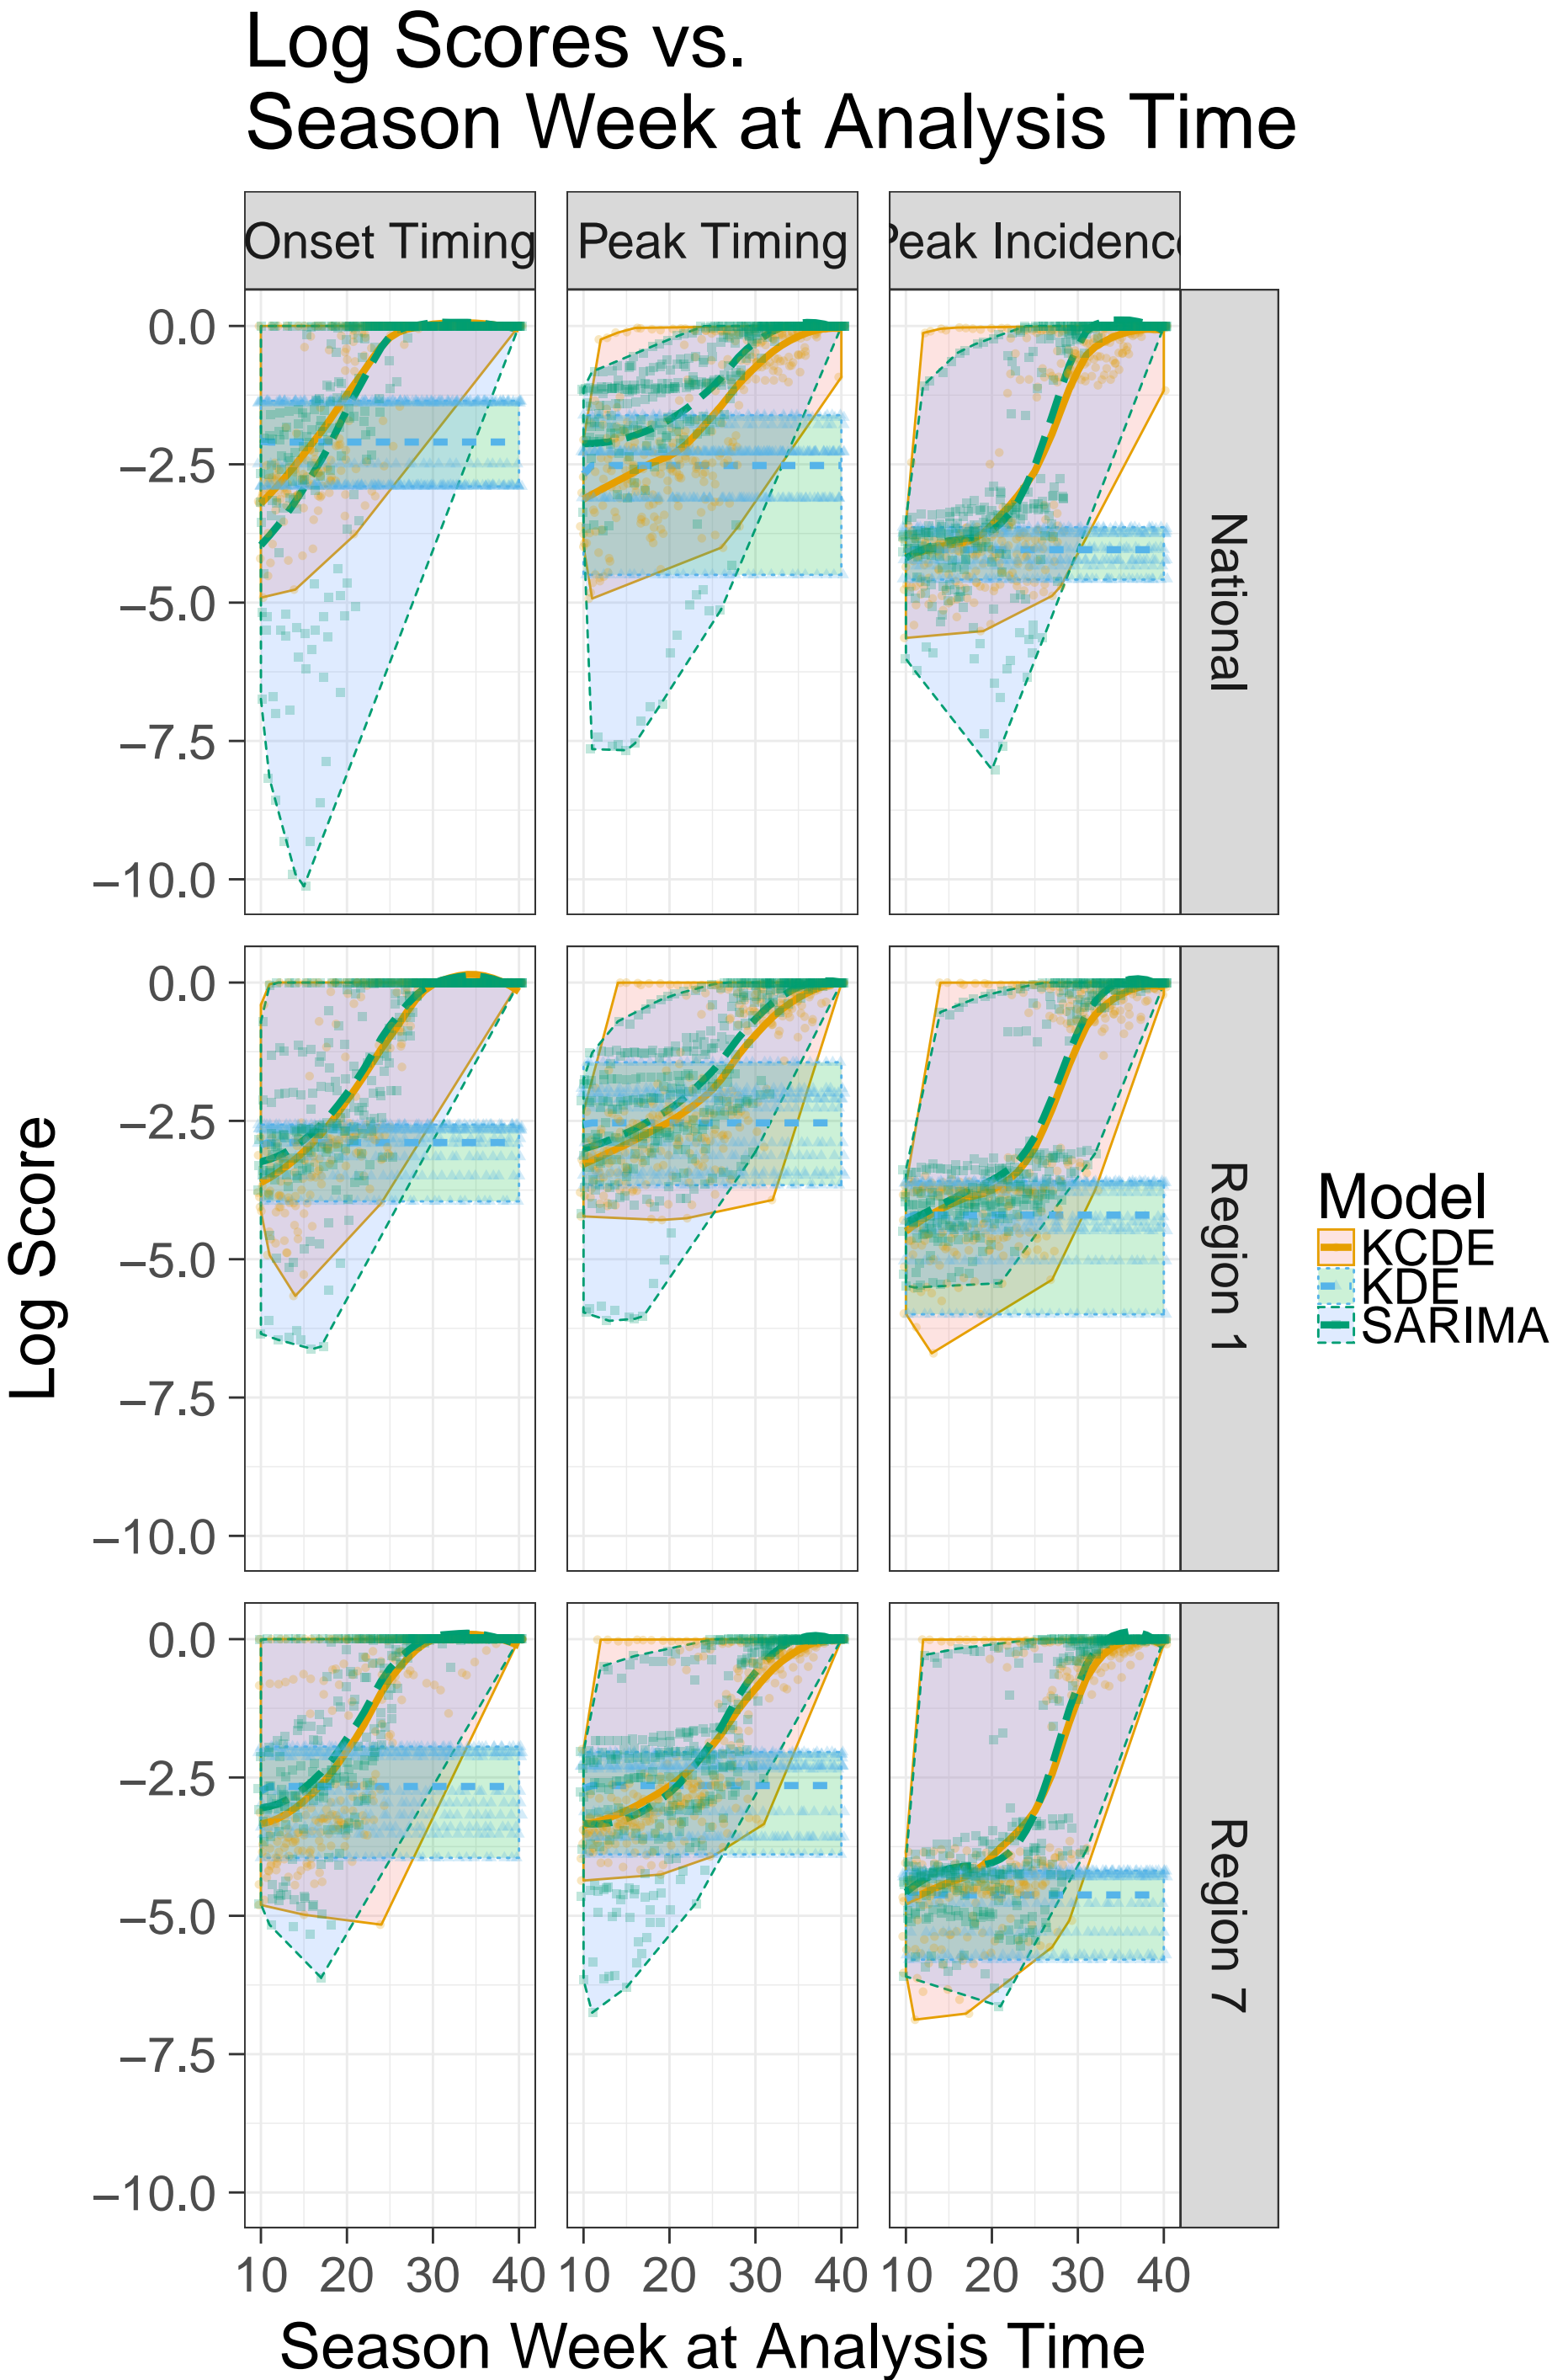 Log Scores vs.
Season Week at Analysis Time
Onset Timing
Peak Timing
Peak Incidence
0.0
−2.5
−5.0
−7.5
−10.0
National
0.0
−2.5
−5.0
−7.5
−10.0
Region 1
0.0
−2.5
−5.0
−7.5
−10.0
Region 7
Log Score
10 20 30 40 10 20 30 40 10 20 30 40
Season Week at Analysis Time
Model
KCDE
KDE
SARIMA